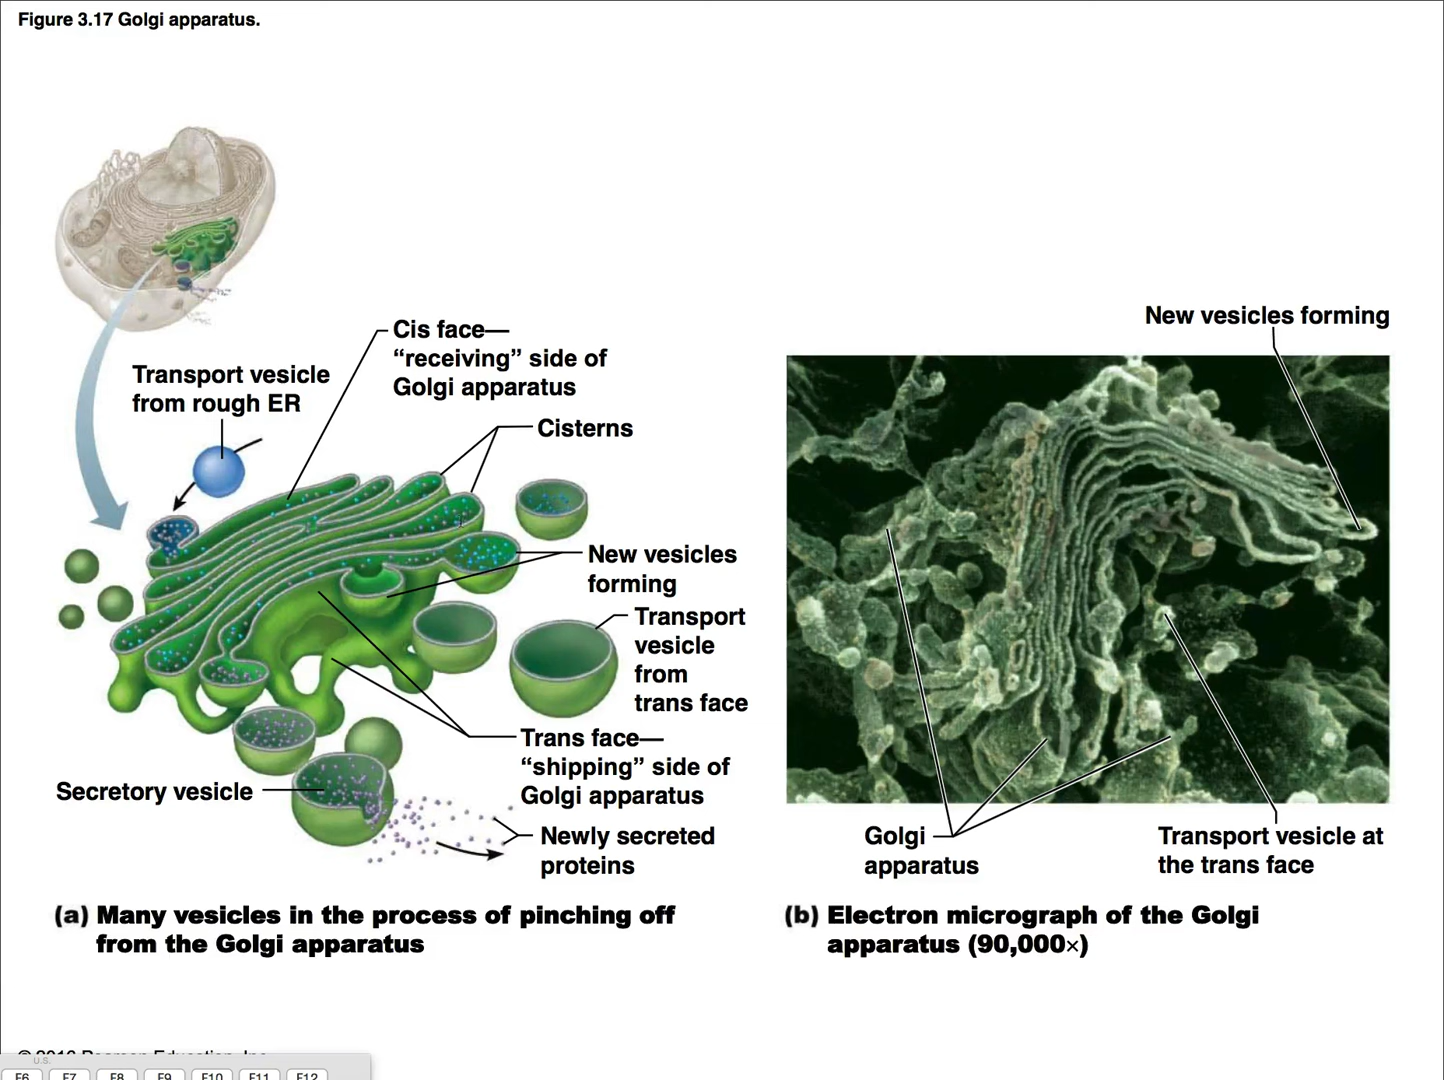 Figure 3.17 Golgi apparatus.
Cis face—
“receiving” side of
Golgi apparatus
Transport vesicle
from rough ER
Cisterns
New vesicles
forming
Transport
vesicle
from
trans face
Trans face—
“shipping” side of
Golgi apparatus
Secretory vesicle
Newly secreted
proteins
(a) Many vesicles in the process of pinching off
from the Golgi apparatus
New vesicles forming
Golgi
apparatus
Transport vesicle at
the trans face
(b) Electron micrograph of the Golgi
apparatus (90,000×)
Pearson Education, Inc.
U.S.
F6 F7 F8 F9 F10 F11 F12